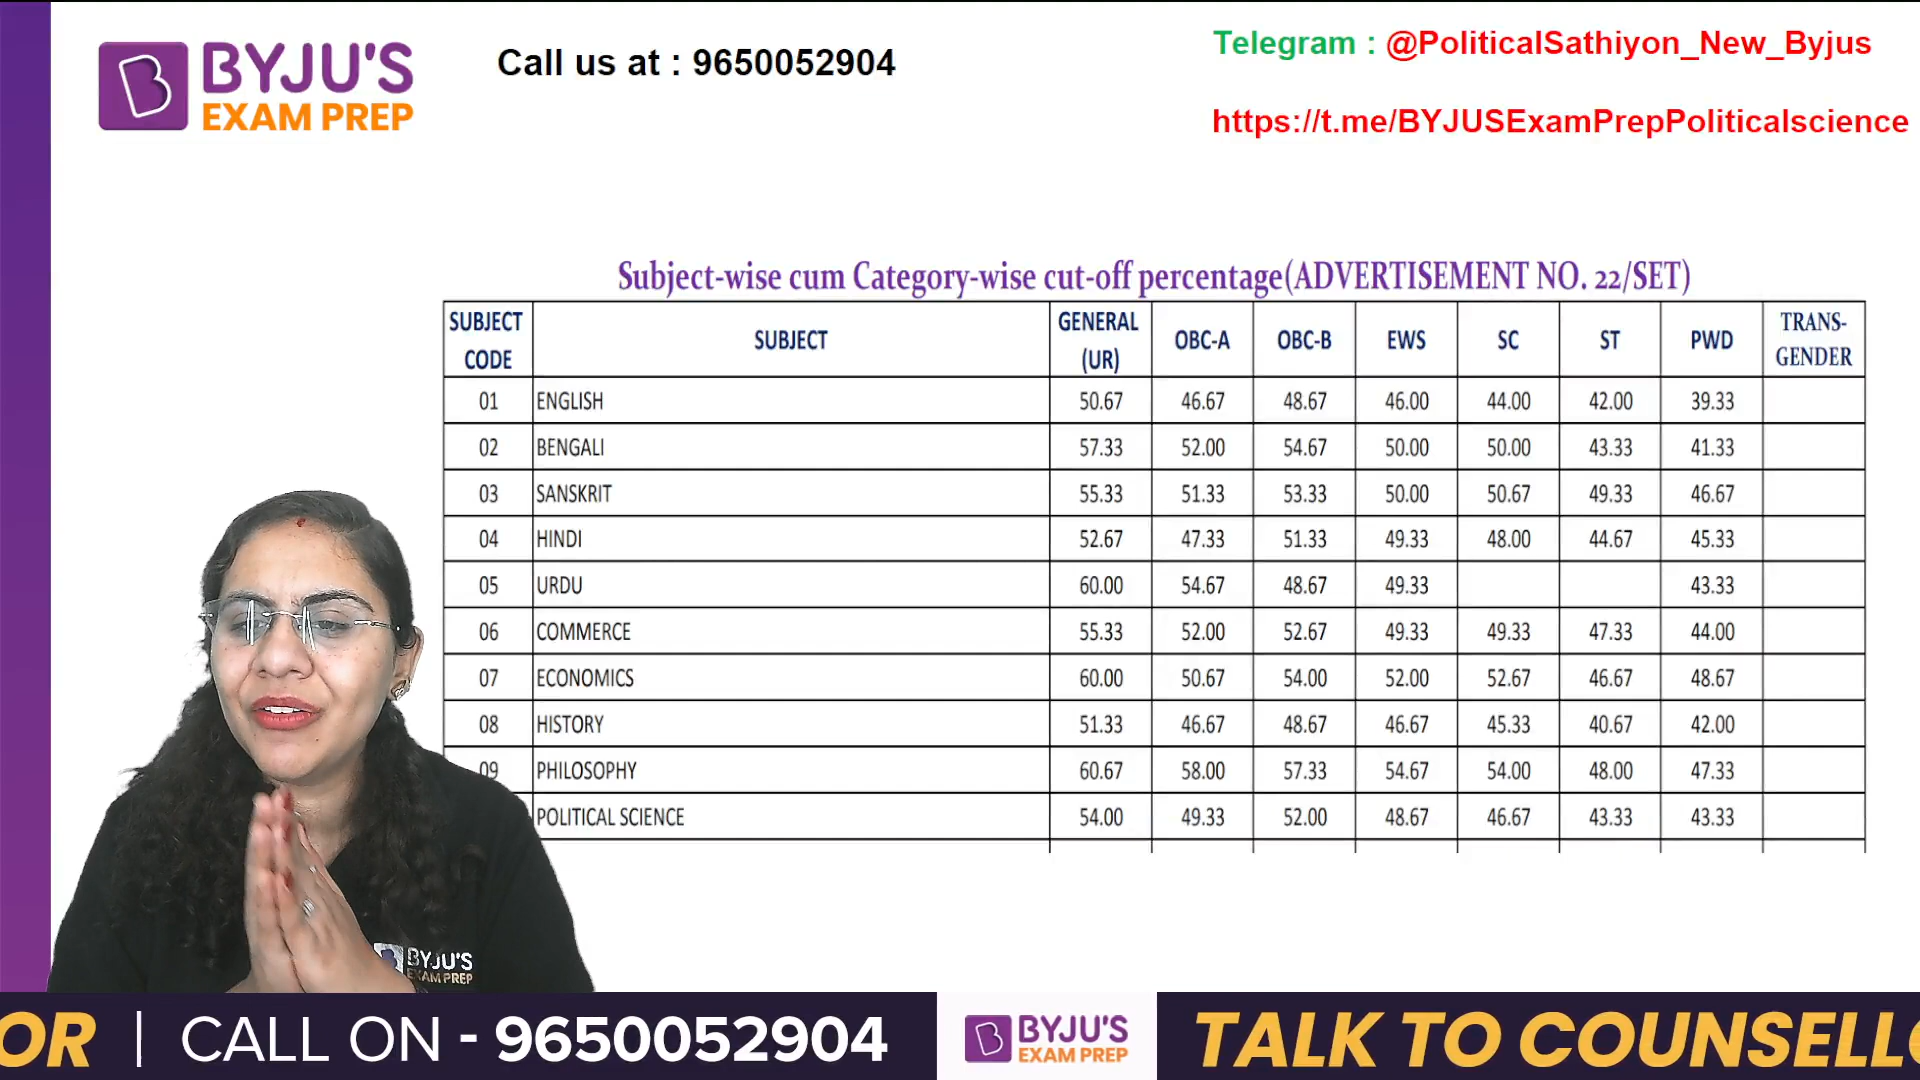 BYJU'S
EXAM PREP
Call us at : 9650052904
Telegram : @PoliticalSathiyon_New_Byjus
https://t.me/BYJUSExamPrepPoliticalscience
Subject-wise cum Category-wise cut-off percentage(ADVERTISEMENT NO. 22/SET)
SUBJECT CODE SUBJECT GENERAL (UR) OBC-A OBC-B EWS SC ST PWD TRANS-GENDER
01 ENGLISH 50.67 46.67 48.67 46.00 44.00 42.00 39.33
02 BENGALI 57.33 52.00 54.67 50.00 50.00 43.33 41.33
03 SANSKRIT 55.33 51.33 53.33 50.00 50.67 49.33 46.67
04 HINDI 52.67 47.33 51.33 49.33 48.00 44.67 45.33
05 URDU 60.00 54.67 48.67 49.33 43.33
06 COMMERCE 55.33 52.00 52.67 49.33 49.33 47.33 44.00
07 ECONOMICS 60.00 50.67 54.00 52.00 52.67 46.67 48.67
08 HISTORY 51.33 46.67 48.67 46.67 45.33 40.67 42.00
09 PHILOSOPHY 60.67 58.00 57.33 54.67 54.00 48.00 47.33
POLITICAL SCIENCE 54.00 49.33 52.00 48.67 46.67 43.33 43.33
BYJU'S
EXAM PREP
OR | CALL ON - 9650052904 BYJU'S EXAM PREP TALK TO COUNSELLO